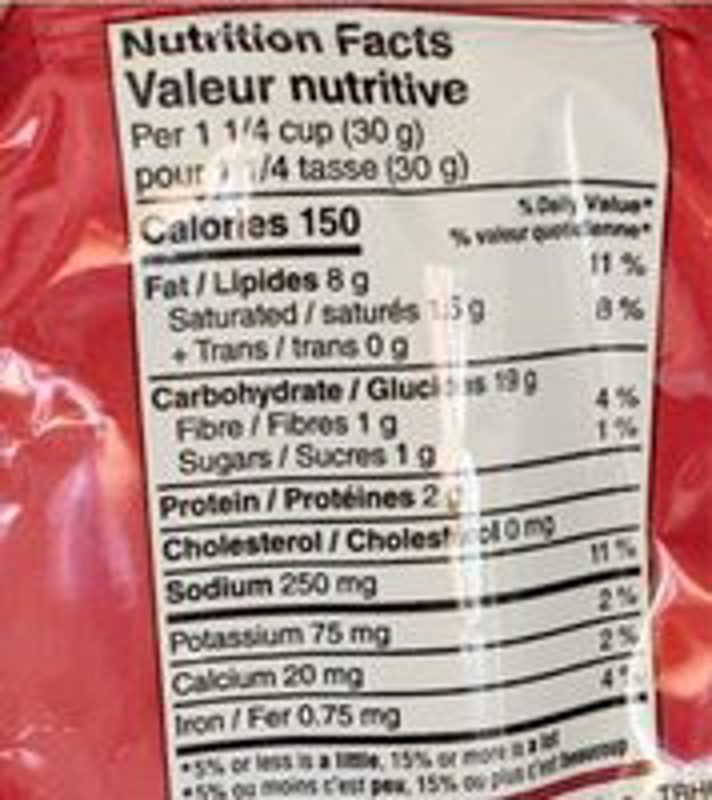 Nutrition Facts
Valeur nutritive
Per 1 1/4 cup (30 g)
pour 1/4 tasse (30 g)
% Daily Value*
Calories 150
% valeur quotidienne*
Fat / Lipides 8 g 11 %
Saturated / saturés 1.5 g 8 %
+ Trans / trans 0 g
Carbohydrate / Glucides 19 g
Fibre / Fibres 1 g 4 %
Sugars / Sucres 1 g 1 %
Protein / Protéines 2 g
Cholesterol / Cholestérol 0 mg
Sodium 250 mg 11 %
Potassium 75 mg 2 %
Calcium 20 mg 2 %
Iron / Fer 0.75 mg 4 %
*5% or less is a little, 15% or more is a lot
*5% ou moins c'est peu, 15% ou plus c'est beaucoup